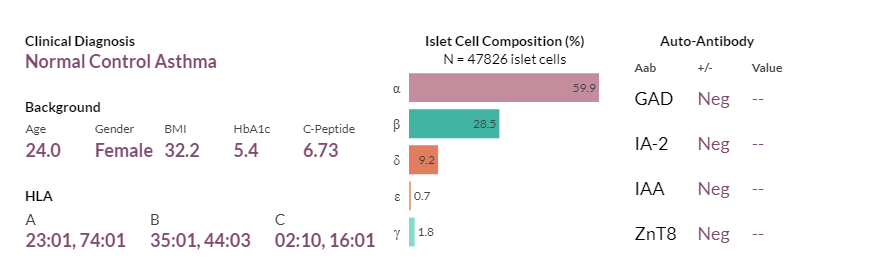 Clinical Diagnosis
Normal Control Asthma
Background
Age Gender BMI HbA1c C-Peptide
24.0 Female 32.2 5.4 6.73
HLA
A B C
23:01, 74:01 35:01, 44:03 02:10, 16:01
Islet Cell Composition (%)
N = 47826 islet cells
α 59.9
β 28.5
δ 9.2
ε 0.7
γ 1.8
Auto-Antibody
Aab +/- Value
GAD Neg --
IA-2 Neg --
IAA Neg --
ZnT8 Neg --